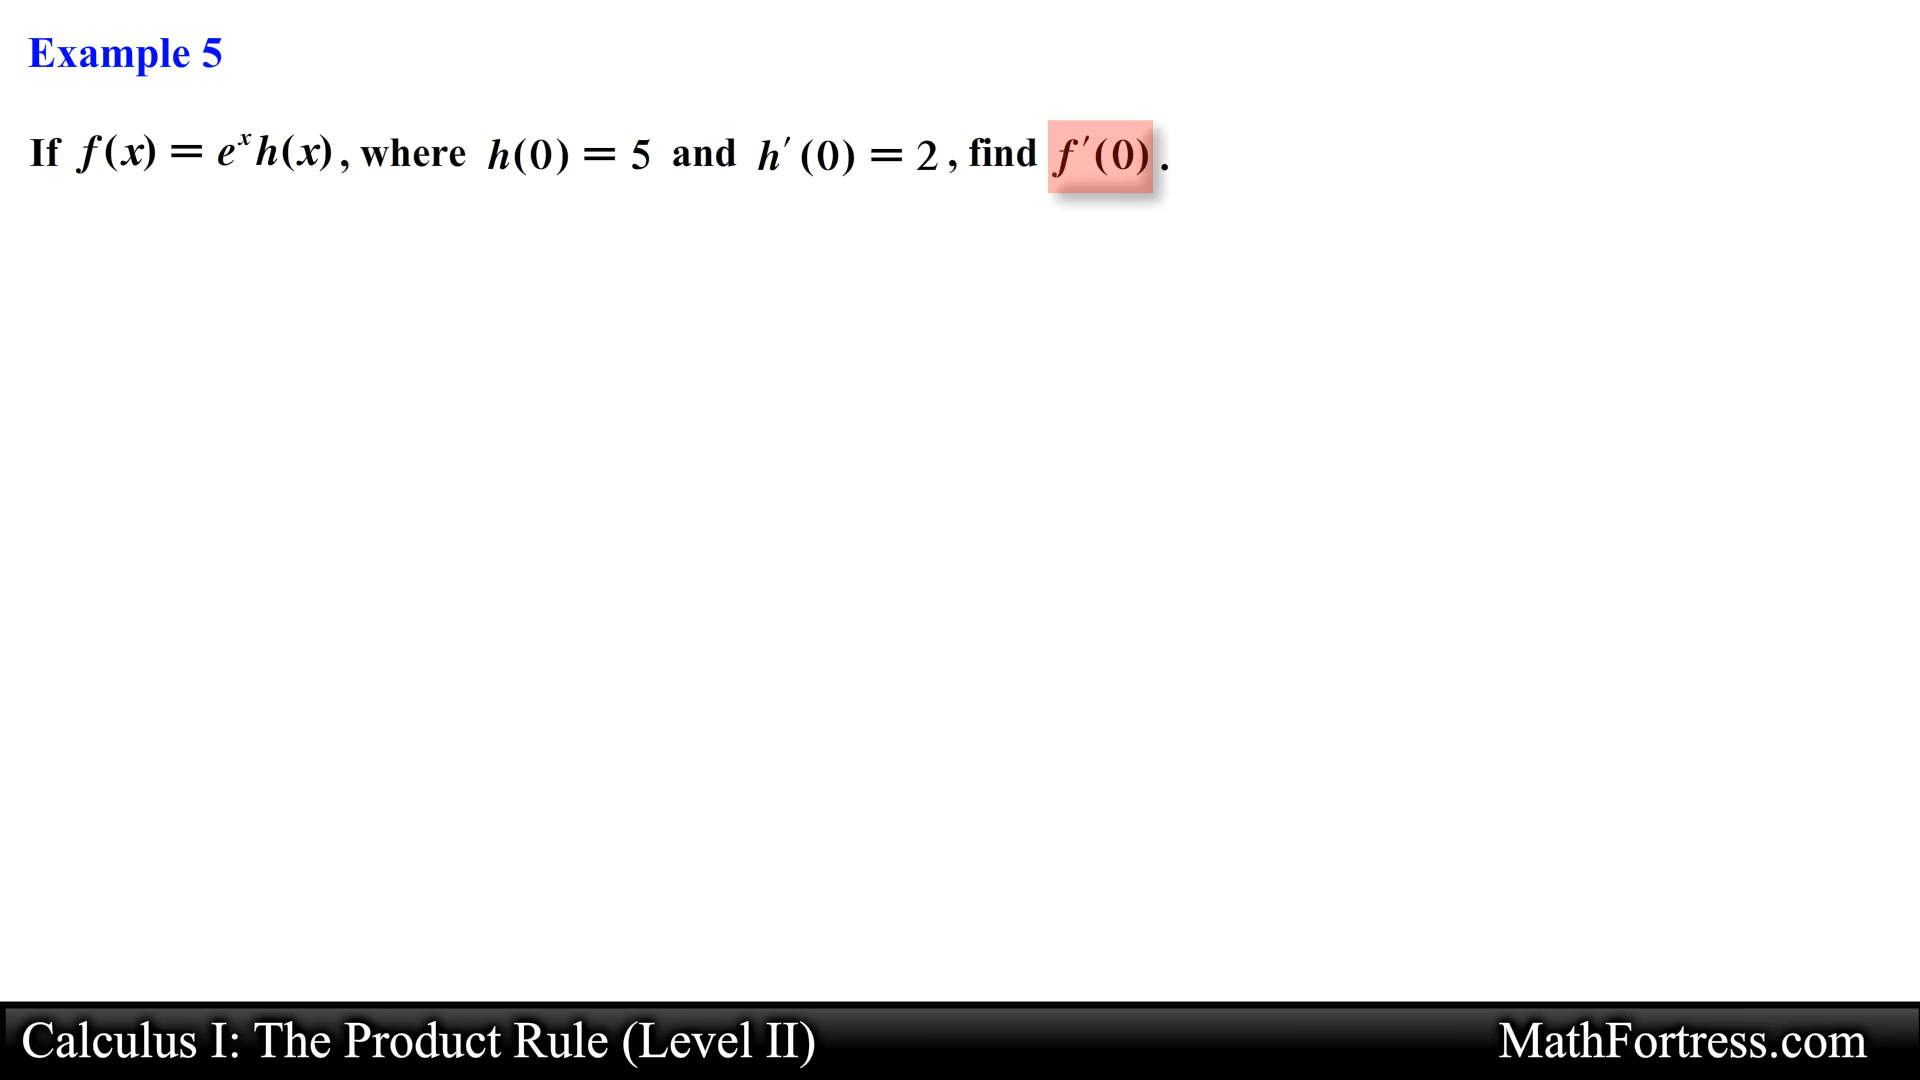 Example 5
If f(x) = eˣh(x), where h(0) = 5 and h′(0) = 2, find f′(0).
Calculus I: The Product Rule (Level II)
MathFortress.com